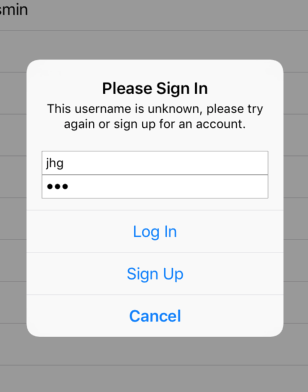 Please Sign In
This username is unknown, please try
again or sign up for an account.
jhg
•••
Log In
Sign Up
Cancel